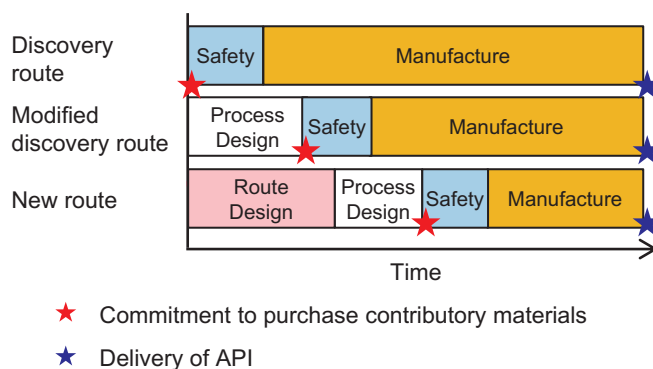 Discovery
route
Safety
Manufacture
Modified
discovery route
Process
Design
Safety
Manufacture
New route
Route
Design
Process
Design
Safety
Manufacture
Time
Commitment to purchase contributory materials
Delivery of API